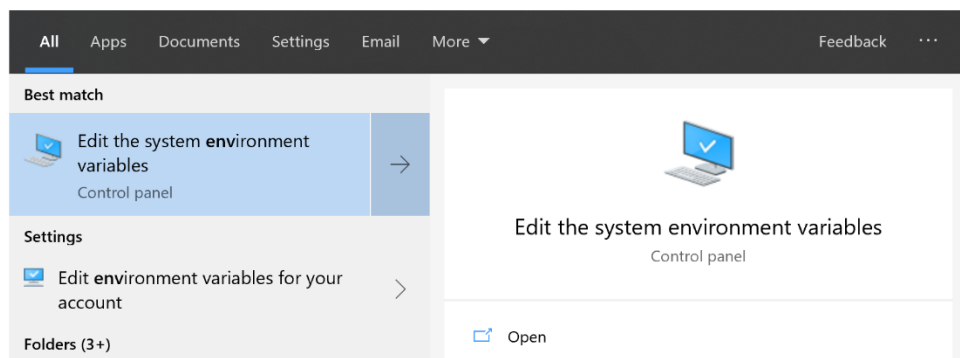 All Apps Documents Settings Email More Feedback ...
Best match
Edit the system environment
variables
Control panel
Settings
Edit environment variables for your
account
Folders (3+)
Edit the system environment variables
Control panel
Open